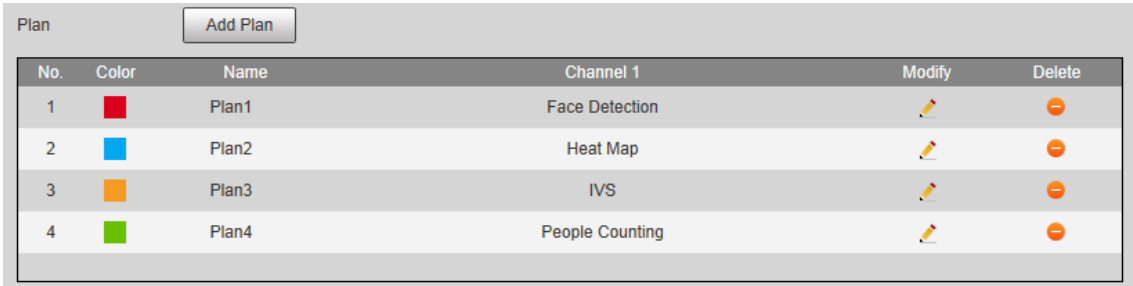 Plan Add Plan
No. Color Name Channel 1 Modify Delete
1 Plan1 Face Detection
2 Plan2 Heat Map
3 Plan3 IVS
4 Plan4 People Counting